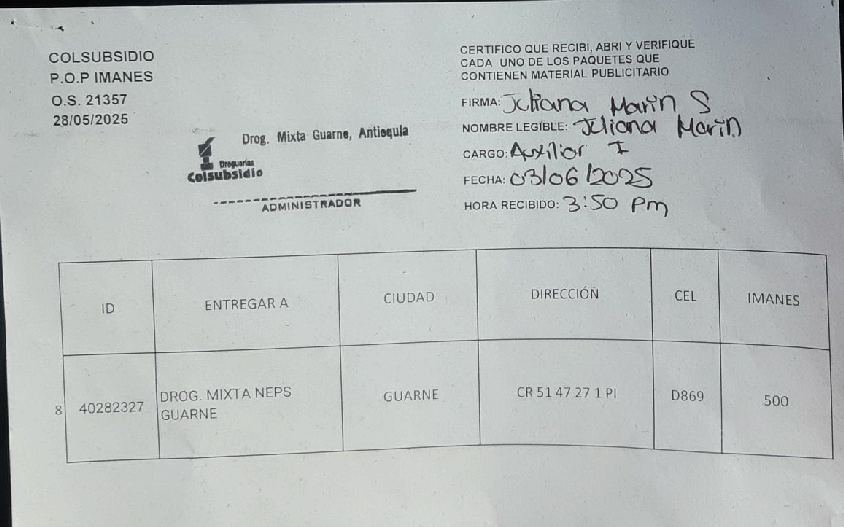 COLSUBSIDIO
P.O.P IMANES
O.S. 21357
28/05/2025
Drog. Mixta Guarne, Antioquia
Droguerías
Colsubsidio
ADMINISTRADOR
CERTIFICO QUE RECIBI, ABRI Y VERIFIQUE
CADA UNO DE LOS PAQUETES QUE
CONTIENEN MATERIAL PUBLICITARIO
FIRMA: Juliana Marin S
NOMBRE LEGIBLE: Juliana Marin
CARGO: Auxiliar I
FECHA: 03/06/2025
HORA RECIBIDO: 3:50 pm
ID ENTREGAR A CIUDAD DIRECCIÓN CEL IMANES
8 40282327 DROG. MIXTA NEPS GUARNE CR 51 47 27 1 PI D869 500
GUARNE